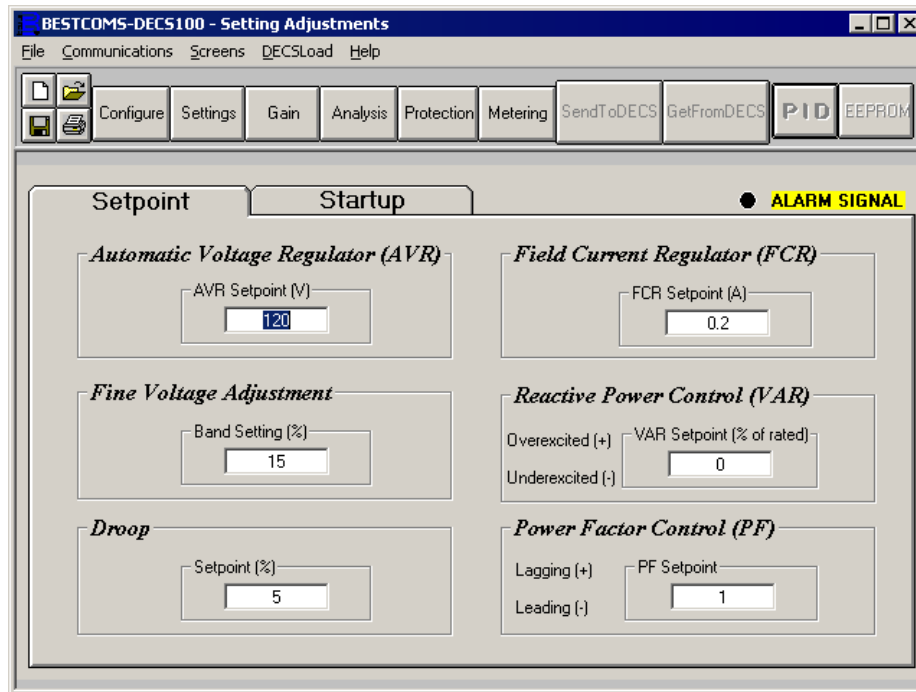 BESTCOMS-DECS100 - Setting Adjustments
File Communications Screens DECSLoad Help
Configure Settings Gain Analysis Protection Metering SendToDECS GetFromDECS PID EEPROM
Setpoint Startup ALARM SIGNAL
Automatic Voltage Regulator (AVR)
AVR Setpoint (V)
120
Field Current Regulator (FCR)
FCR Setpoint (A)
0.2
Fine Voltage Adjustment
Band Setting (%)
15
Reactive Power Control (VAR)
Overexcited (+)
VAR Setpoint (% of rated)
0
Underexcited (-)
Droop
Setpoint (%)
5
Power Factor Control (PF)
Lagging (+)
PF Setpoint
1
Leading (-)